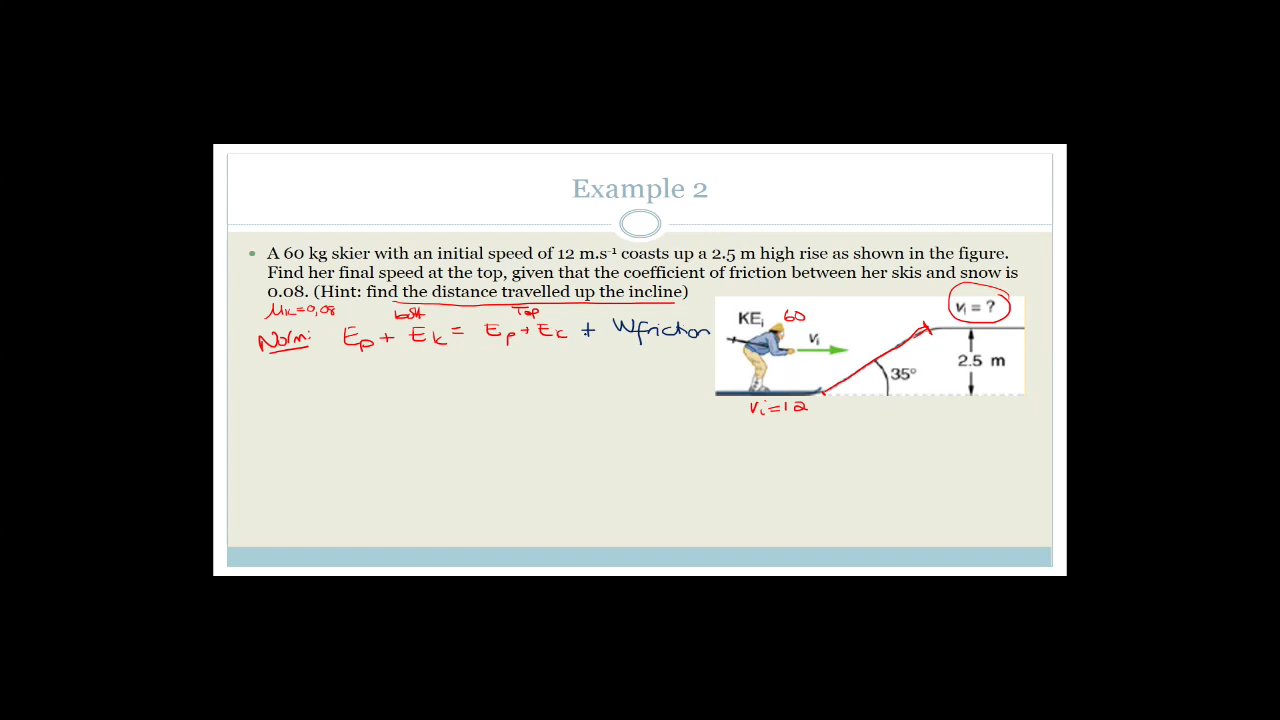 Example 2
A 60 kg skier with an initial speed of 12 m.s⁻¹ coasts up a 2.5 m high rise as shown in the figure.
Find her final speed at the top, given that the coefficient of friction between her skis and snow is
0.08. (Hint: find the distance travelled up the incline)
μk=0,08
Top
Norm: Ep + Ek = Ep + Ek + Wfriction
KEi 60
vi
vi = 12
35°
2.5 m
vi = ?